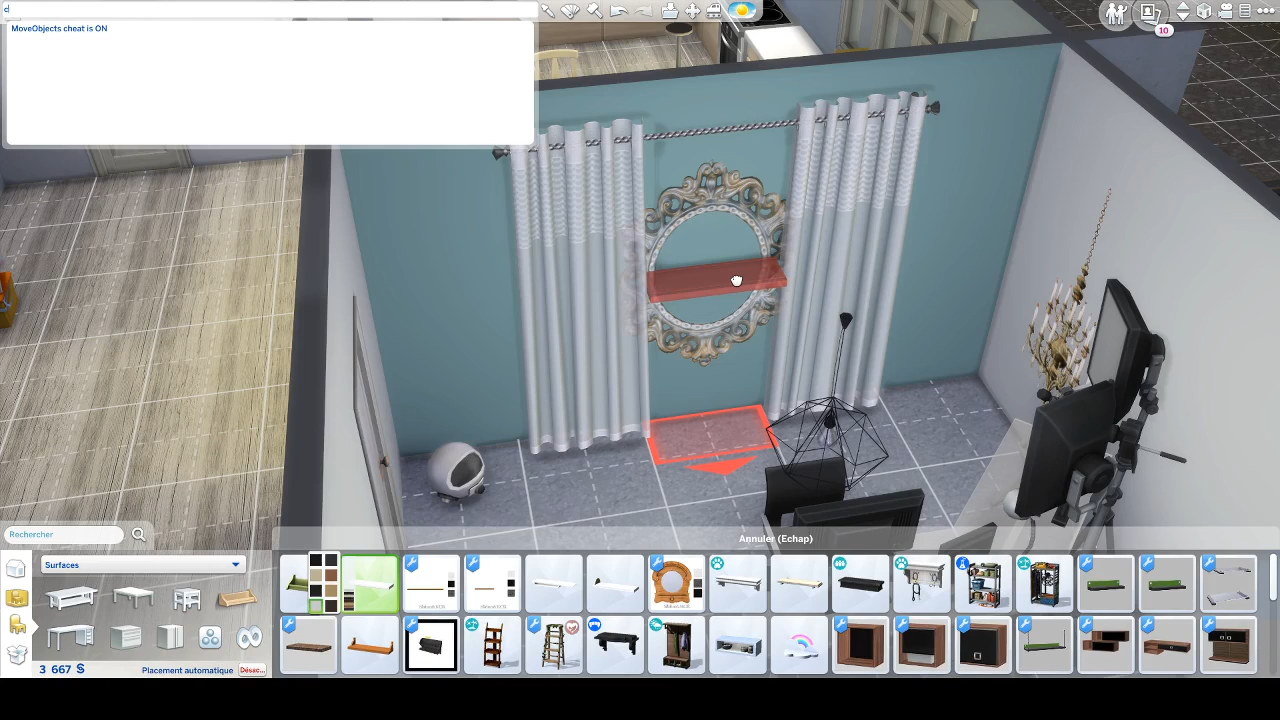 c
MoveObjects cheat is ON
10
Annuler (Echap)
Rechercher
Surfaces
3 667 $
Placement automatique
Désac...